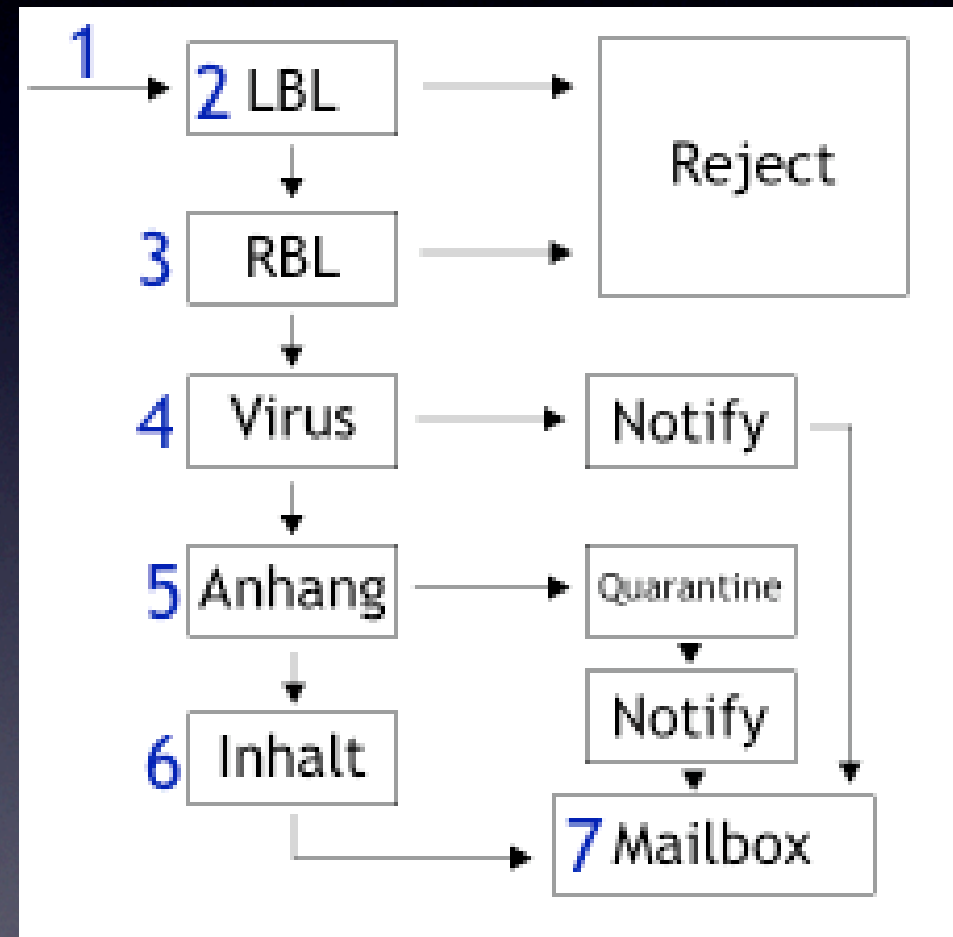 1
2 LBL
Reject
3 RBL
4 Virus
Notify
5 Anhang
Quarantine
Notify
6 Inhalt
7 Mailbox